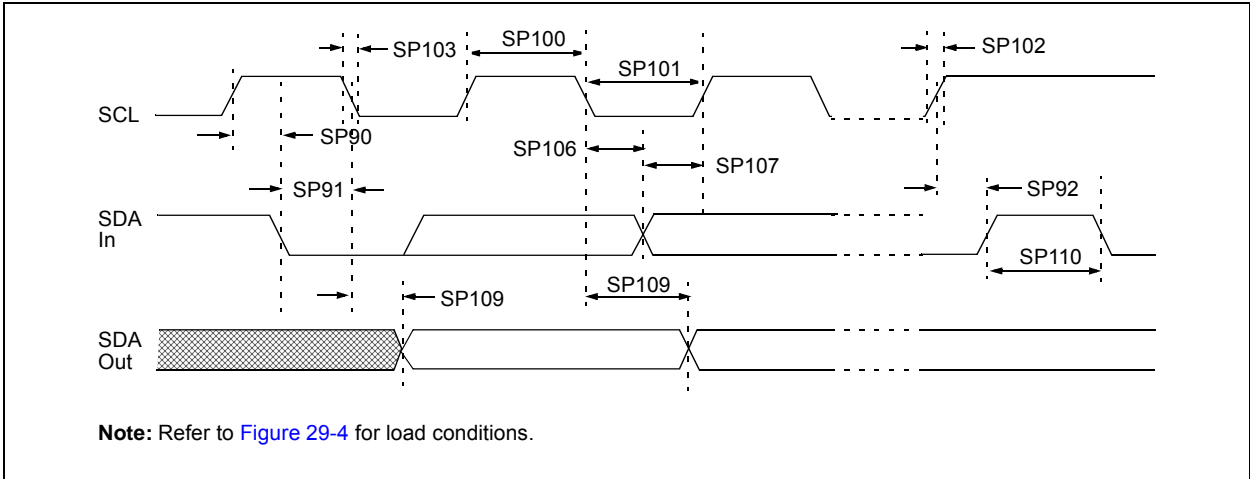 SP103
SP100
SP102
SP101
SCL
SP90
SP106
SP107
SP91
SP92
SDA
In
SP110
SP109
SP109
SDA
Out
Note: Refer to Figure 29-4 for load conditions.